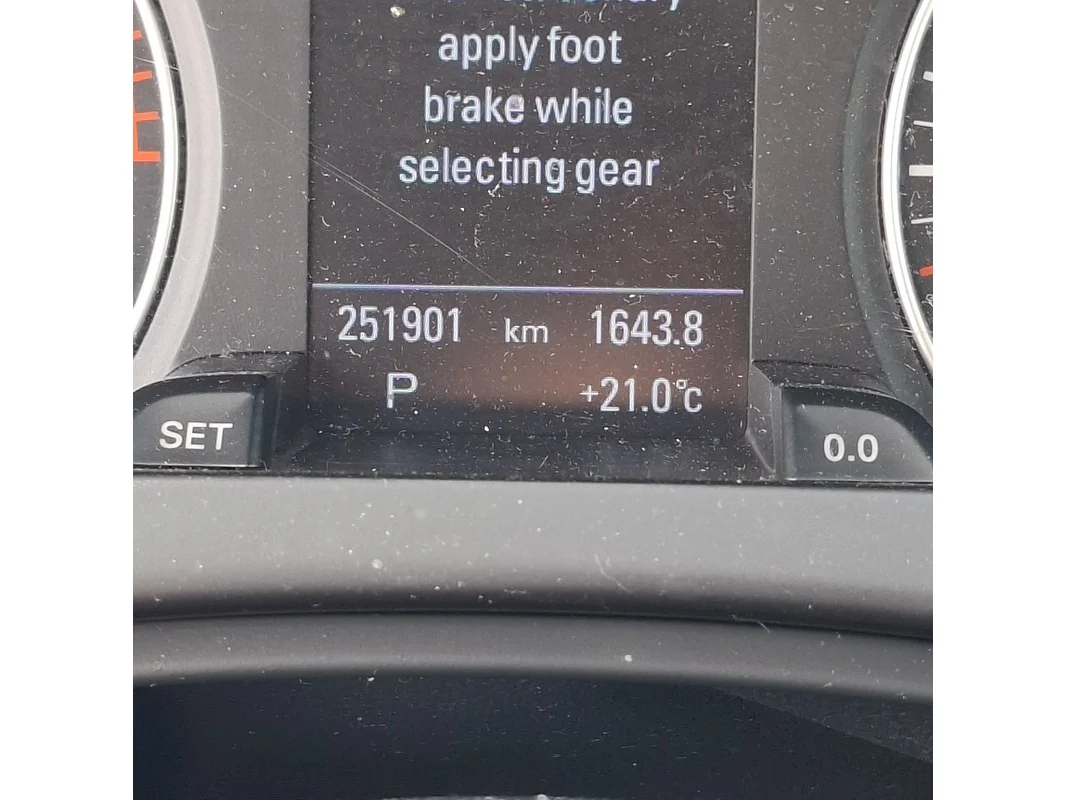 apply foot
brake while
selecting gear
251901 km 1643.8
P +21.0°c
SET 0.0